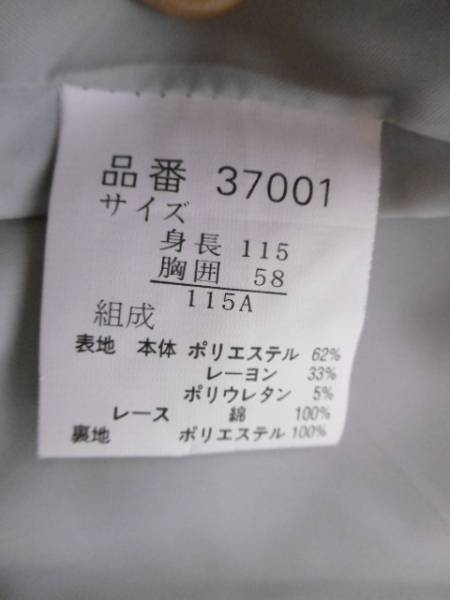 品番 37001
サイズ
身長 115
胸囲 58
115A
組成
表地 本体 ポリエステル 62%
レーヨン 33%
ポリウレタン 5%
レース 綿 100%
裏地 ポリエステル 100%